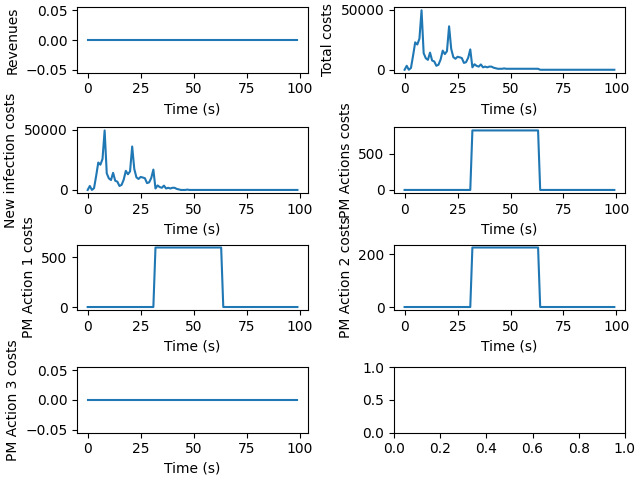 Revenues
0.05
0.00
−0.05
0 25 50 75 100
Time (s)
Total costs
50000
0
0 25 50 75 100
Time (s)
New infection costs
50000
0
0 25 50 75 100
Time (s)
PM Actions costs
500
0
0 25 50 75 100
Time (s)
PM Action 1 costs
500
0
0 25 50 75 100
Time (s)
PM Action 2 costs
200
0
0 25 50 75 100
Time (s)
PM Action 3 costs
0.05
0.00
−0.05
0 25 50 75 100
Time (s)
1.0
0.5
0.0
0.0 0.2 0.4 0.6 0.8 1.0